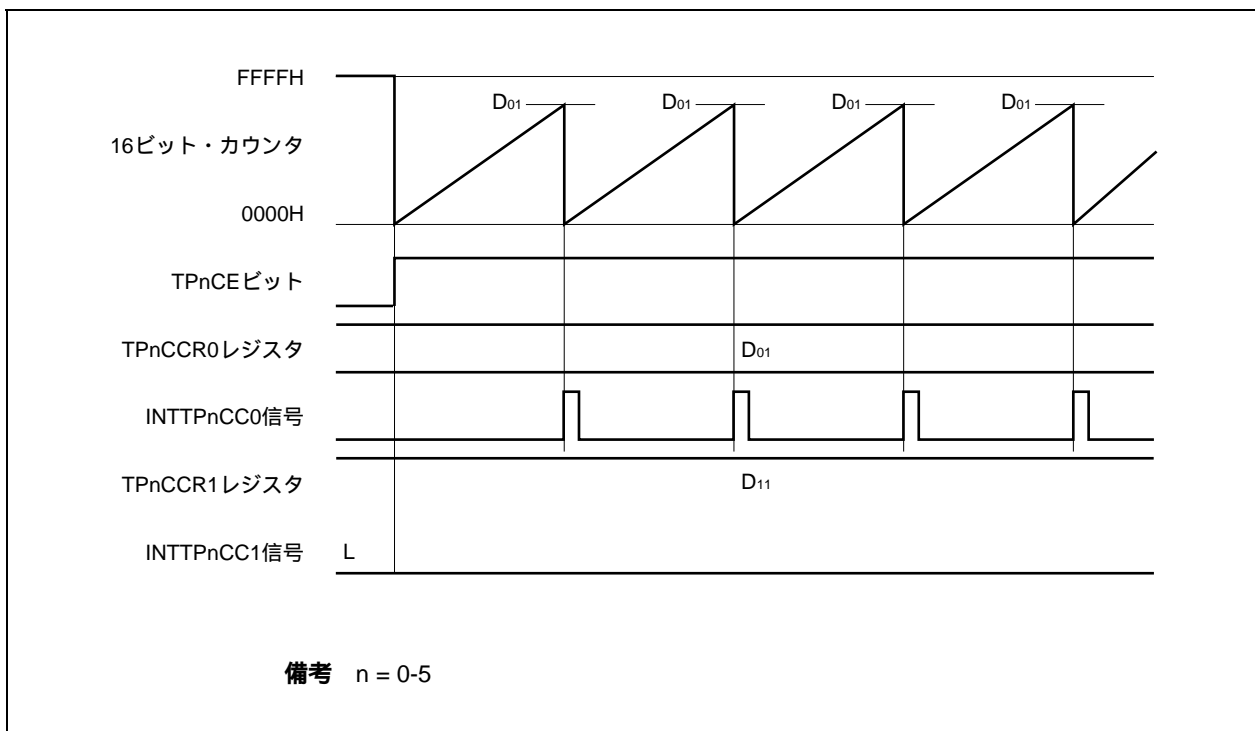 FFFFH
D01 D01 D01 D01
16ビット・カウンタ
0000H
TPnCEビット
TPnCCR0レジスタ D01
INTTPnCC0信号
TPnCCR1レジスタ D11
INTTPnCC1信号 L
備考 n = 0-5